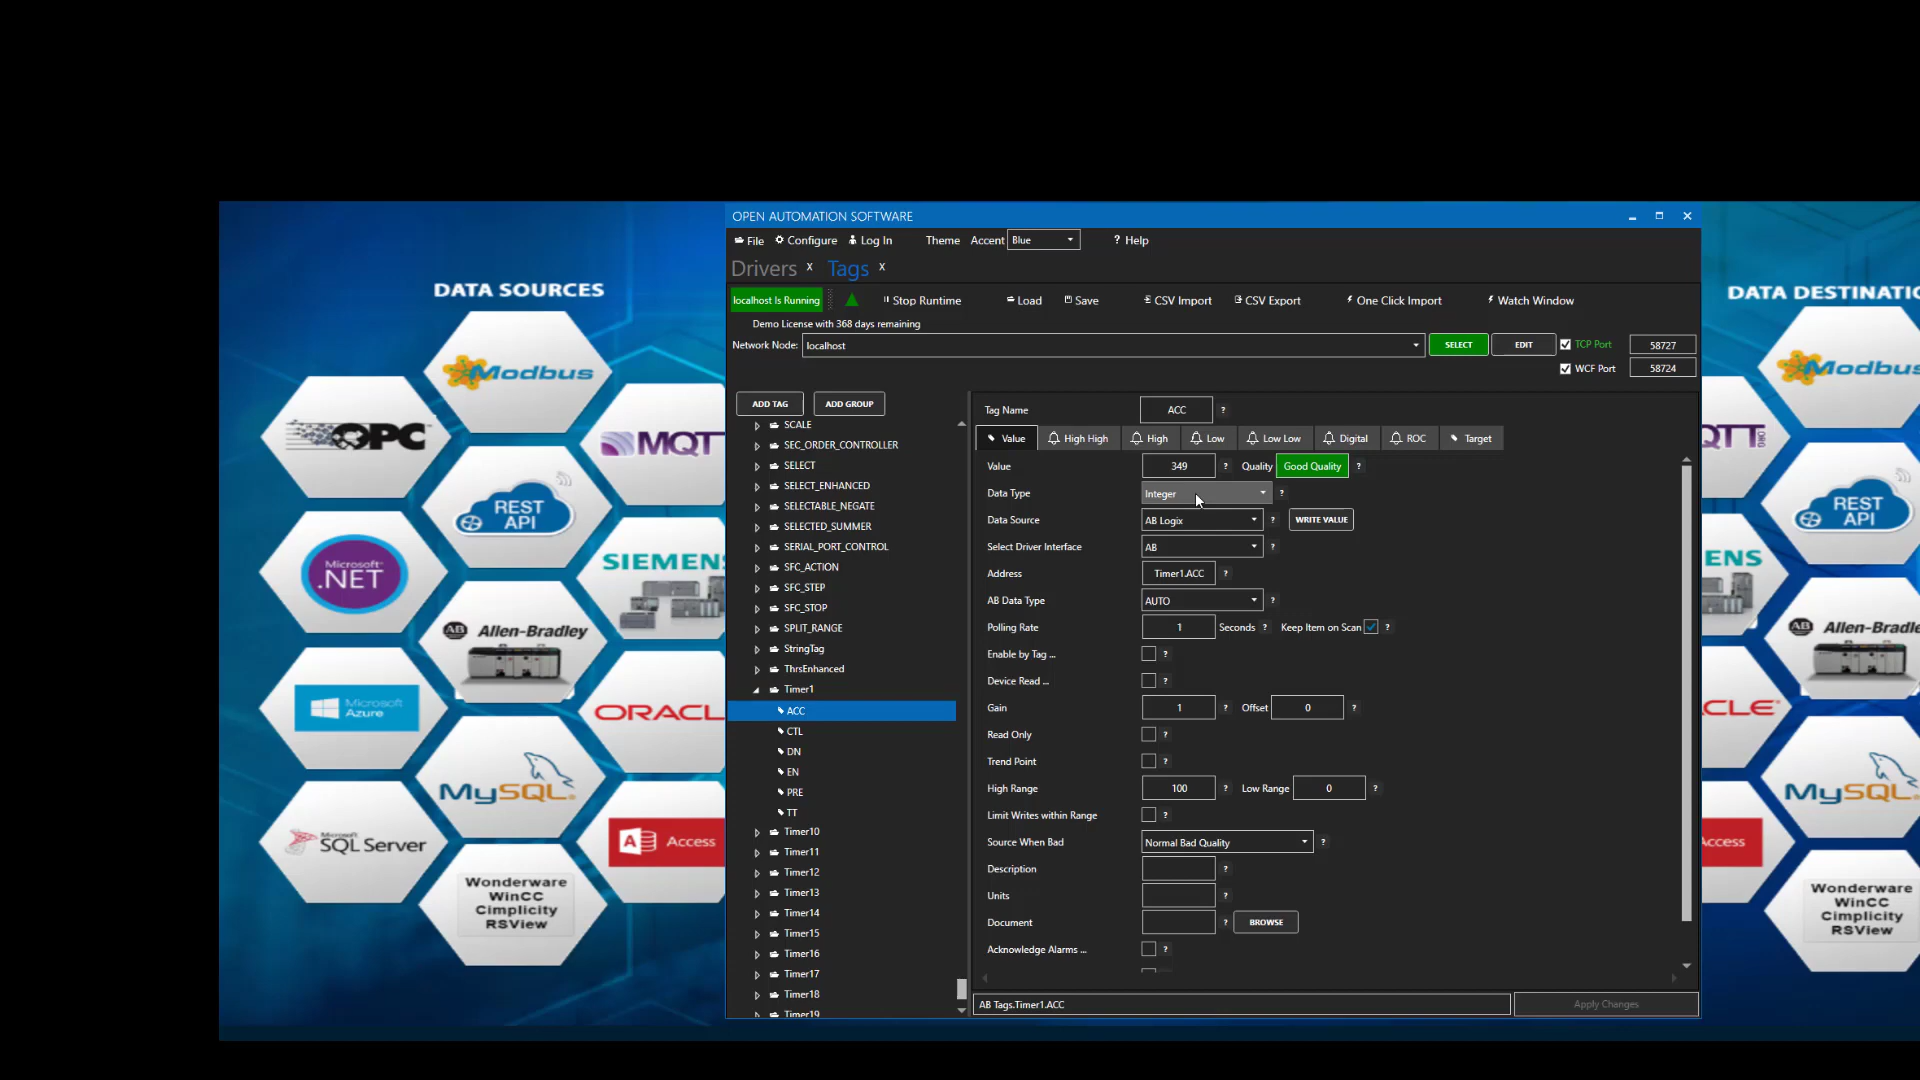 DATA SOURCES
Modbus
OPC
MQT
REST
API
Microsoft
.NET
SIEMENS
AB Allen-Bradley
Microsoft
Azure
ORACL
MySQL
Microsoft
SQL Server
A Access
Wonderware
WinCC
Cimplicity
RSView
OPEN AUTOMATION SOFTWARE
File Configure Log In Theme Accent Blue ? Help
Drivers x Tags x
localhost Is Running Stop Runtime Load Save CSV Import CSV Export One Click Import Watch Window
Demo License with 368 days remaining
Network Node: localhost SELECT EDIT TCP Port 58727
WCF Port 58724
ADD TAG ADD GROUP
SCALE
SEC_ORDER_CONTROLLER
SELECT
SELECT_ENHANCED
SELECTABLE_NEGATE
SELECTED_SUMMER
SERIAL_PORT_CONTROL
SFC_ACTION
SFC_STEP
SFC_STOP
SPLIT_RANGE
StringTag
ThrsEnhanced
Timer1
ACC
CTL
DN
EN
PRE
TT
Timer10
Timer11
Timer12
Timer13
Timer14
Timer15
Timer16
Timer17
Timer18
Timer19
Tag Name ACC ?
Value High High High Low Low Low Digital ROC Target
Value 349 ? Quality Good Quality ?
Data Type Integer ?
Data Source AB Logix ? WRITE VALUE
Select Driver Interface AB ?
Address Timer1.ACC ?
AB Data Type AUTO ?
Polling Rate 1 Seconds ? Keep Item on Scan ?
Enable by Tag ... ?
Device Read ... ?
Gain 1 ? Offset 0 ?
Read Only ?
Trend Point ?
High Range 100 ? Low Range 0 ?
Limit Writes within Range ?
Source When Bad Normal Bad Quality ?
Description ?
Units ?
Document ? BROWSE
Acknowledge Alarms ... ?
AB Tags.Timer1.ACC Apply Changes
DATA DESTINATIO
Modbus
QTT
ORG
REST
API
ENS
AB Allen-Bradle
CLE
MySQL
ccess
Wonderware
WinCC
Cimplicity
RSView